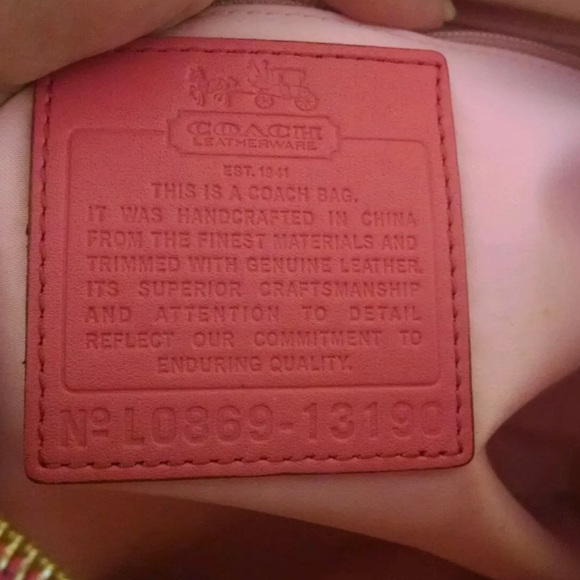 COACH
LEATHERWARE
EST. 1941
THIS IS A COACH BAG.
IT WAS HANDCRAFTED IN CHINA
FROM THE FINEST MATERIALS AND
TRIMMED WITH GENUINE LEATHER.
ITS SUPERIOR CRAFTSMANSHIP
AND ATTENTION TO DETAIL
REFLECT OUR COMMITMENT TO
ENDURING QUALITY.
Nº L0869-13190